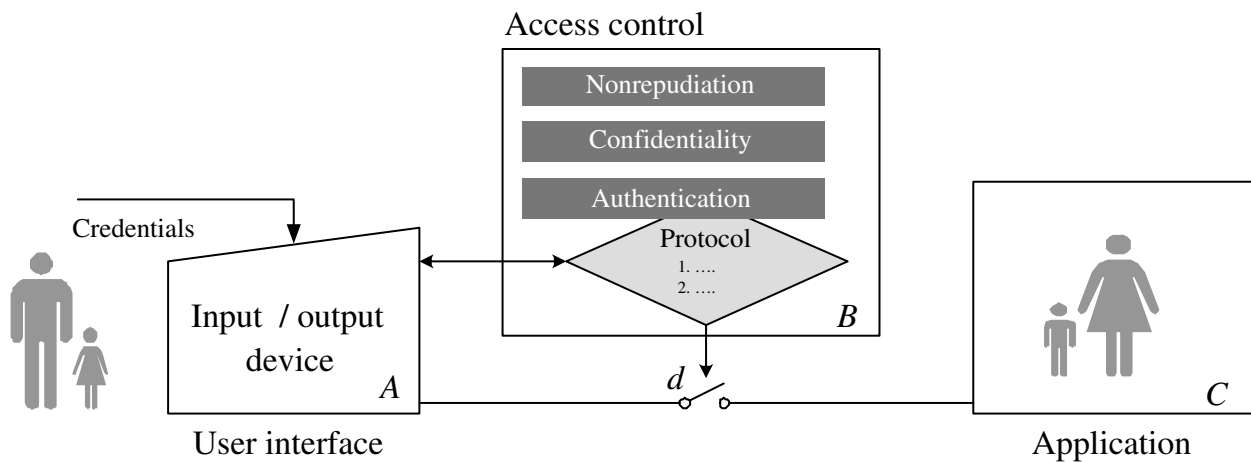 Access control
Nonrepudiation
Confidentiality
Authentication
Credentials
Protocol
1. ....
2. ....
Input / output
device
A
B
d
C
User interface
Application